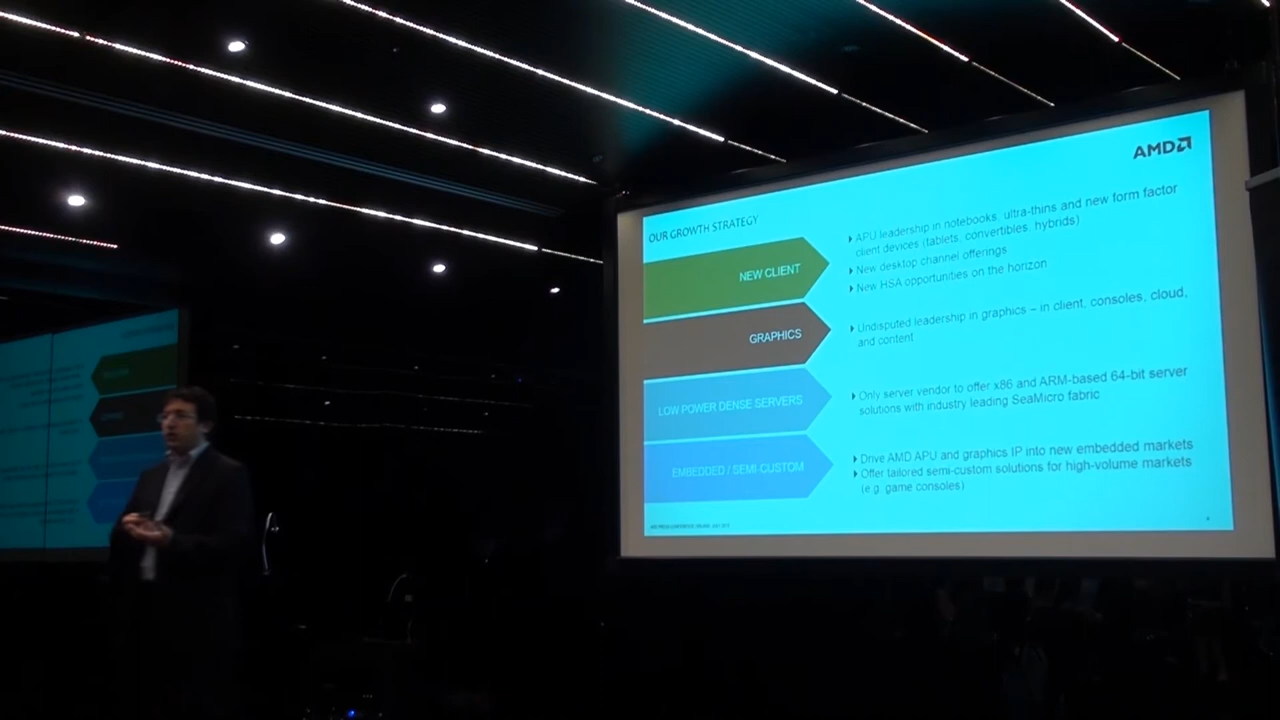 AMD
OUR GROWTH STRATEGY
NEW CLIENT
APU leadership in notebooks, ultra-thins and new form factor
client devices (tablets, convertibles, hybrids)
New desktop channel offerings
New HSA opportunities on the horizon
GRAPHICS
Undisputed leadership in graphics – in client, consoles, cloud,
and content
LOW POWER DENSE SERVERS
Only server vendor to offer x86 and ARM-based 64-bit server
solutions with industry leading SeaMicro fabric
EMBEDDED / SEMI-CUSTOM
Drive AMD APU and graphics IP into new embedded markets
Offer tailored semi-custom solutions for high-volume markets
(e.g. game consoles)